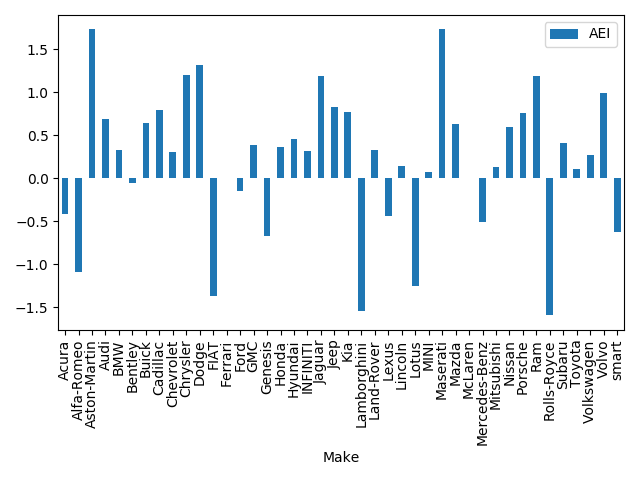 AEI
1.5
1.0
0.5
0.0
−0.5
−1.0
−1.5
Acura
Alfa-Romeo
Aston-Martin
Audi
BMW
Bentley
Buick
Cadillac
Chevrolet
Chrysler
Dodge
FIAT
Ferrari
Ford
GMC
Genesis
Honda
Hyundai
INFINITI
Jaguar
Jeep
Kia
Lamborghini
Land-Rover
Lexus
Lincoln
Lotus
MINI
Maserati
Mazda
McLaren
Mercedes-Benz
Mitsubishi
Nissan
Porsche
Ram
Rolls-Royce
Subaru
Toyota
Volkswagen
Volvo
smart
Make